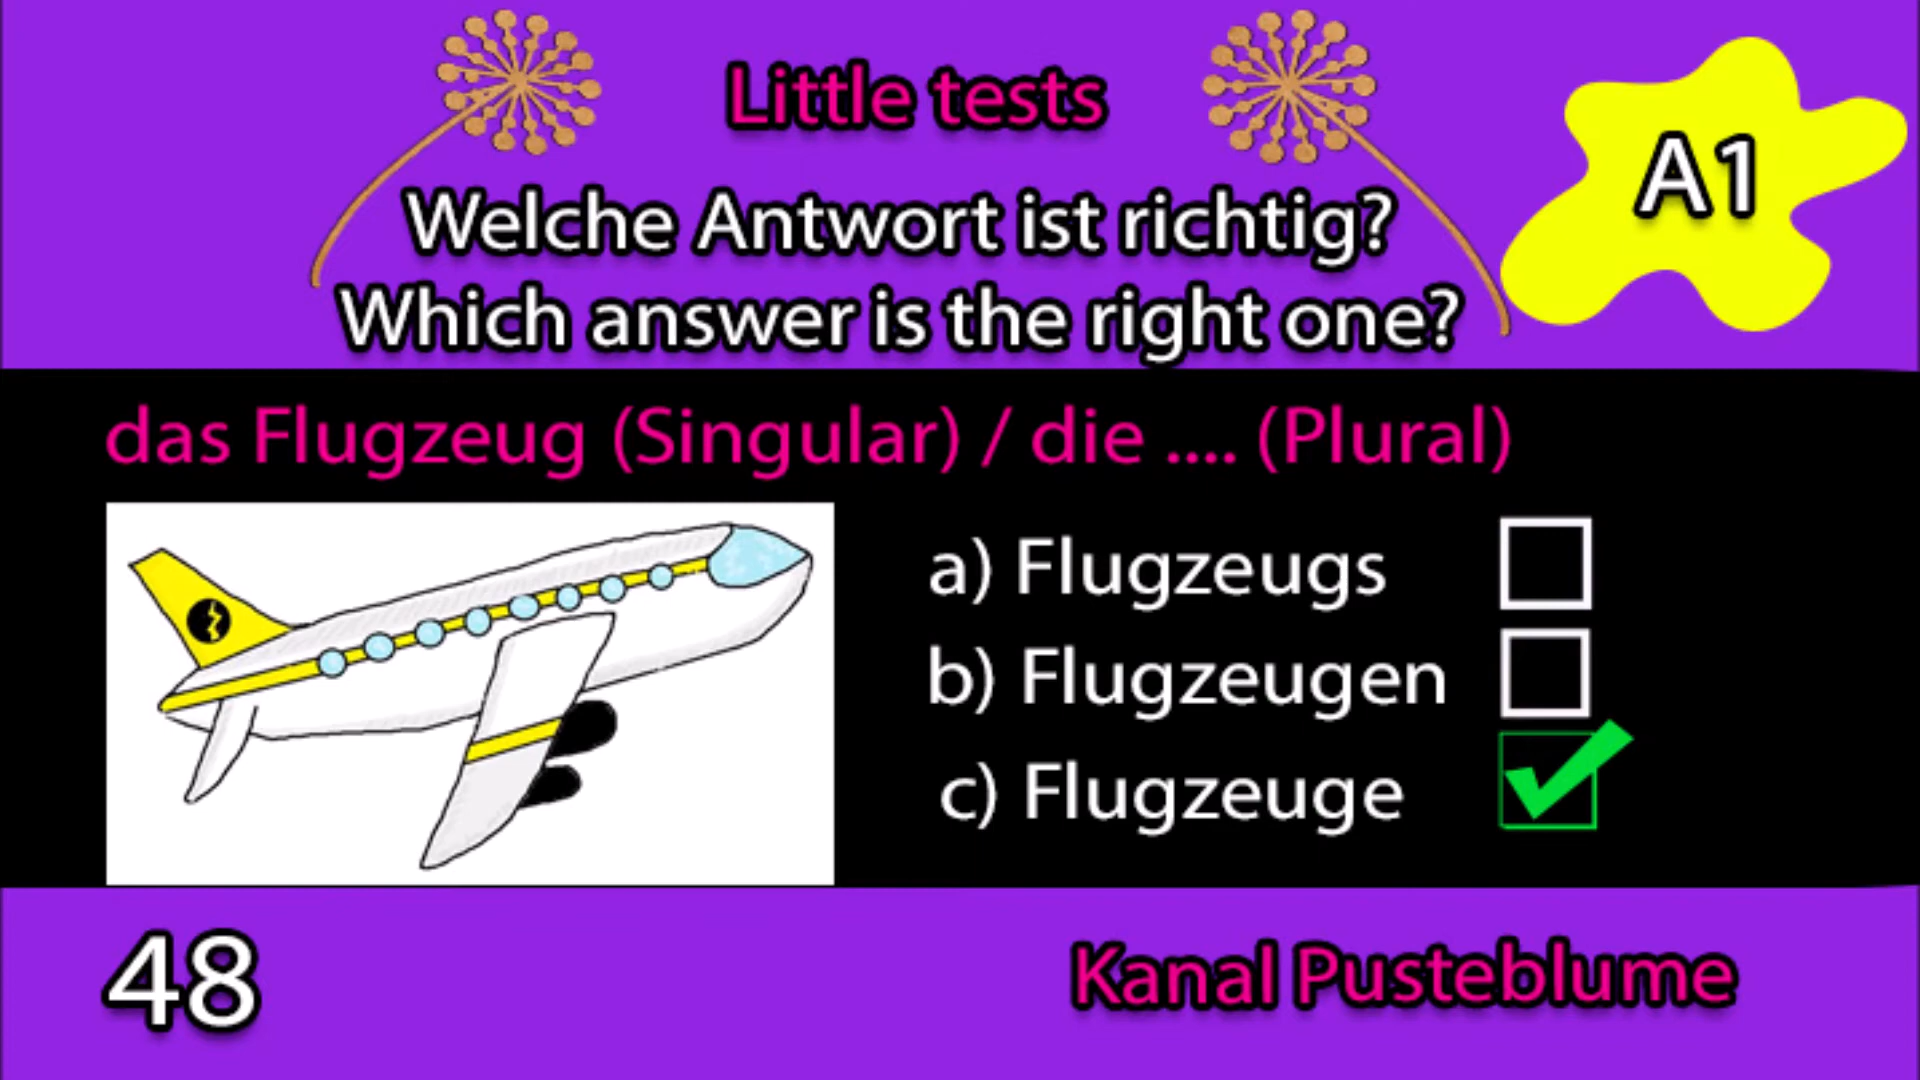 Little tests
A1
Welche Antwort ist richtig?
Which answer is the right one?
das Flugzeug (Singular) / die .... (Plural)
a) Flugzeugs
b) Flugzeugen
c) Flugzeuge
48
Kanal Pusteblume